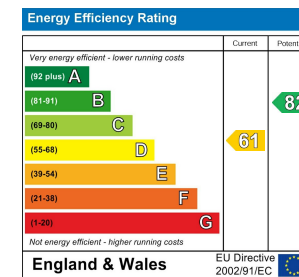 Energy Efficiency Rating
Current
Very energy efficient - lower running costs
(92 plus) A
(81-91) B
82
(69-80) C
(55-68) D
61
(39-54) E
(21-38) F
(1-20) G
Not energy efficient - higher running costs
England & Wales
EU Directive
2002/91/EC